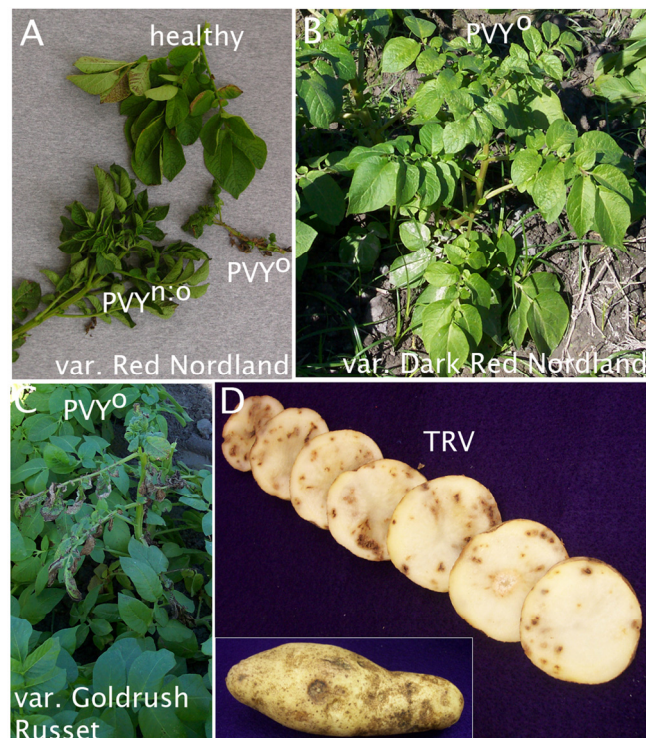 A
healthy
PVYᴼ
PVYⁿ:ᴼ
var. Red Nordland
B
PVYᴼ
var. Dark Red Nordland
C
PVYᴼ
var. Goldrush
Russet
D
TRV